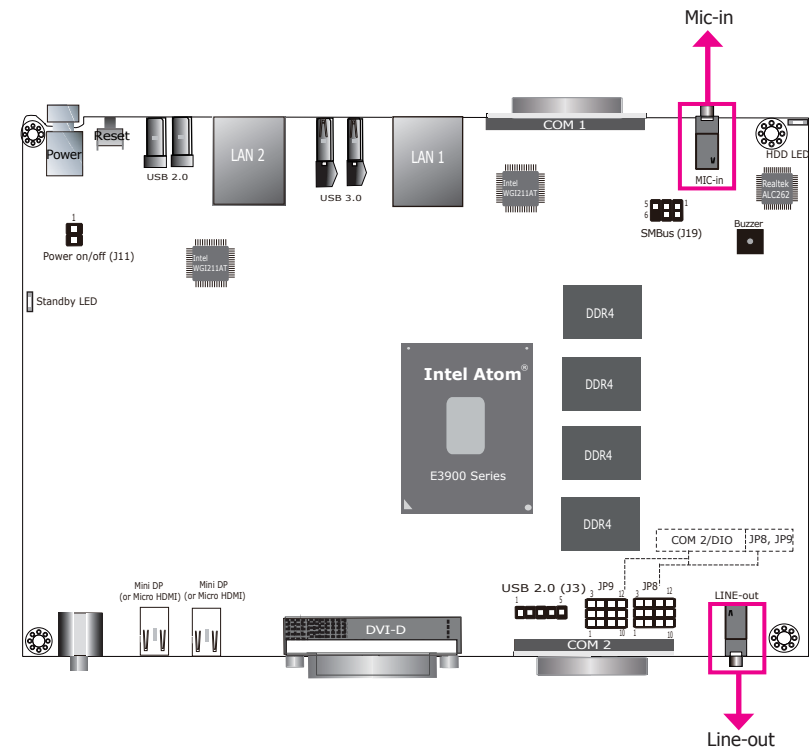 Mic-in
COM 1
Power
Reset
LAN 2
LAN 1
USB 2.0
USB 3.0
MIC-in
HDD LED
Intel
WGI211AT
Realtek
ALC262
5 1
6
SMBus (J19)
Buzzer
1
Power on/off (J11)
Intel
WGI211AT
Standby LED
DDR4
Intel Atom®
DDR4
DDR4
E3900 Series
DDR4
COM 2/DIO
JP8, JP9
Mini DP
(or Micro HDMI)
Mini DP
(or Micro HDMI)
USB 2.0 (J3)
1 5
JP9
3 12
1 10
JP8
3 12
1 10
LINE-out
DVI-D
COM 2
Line-out